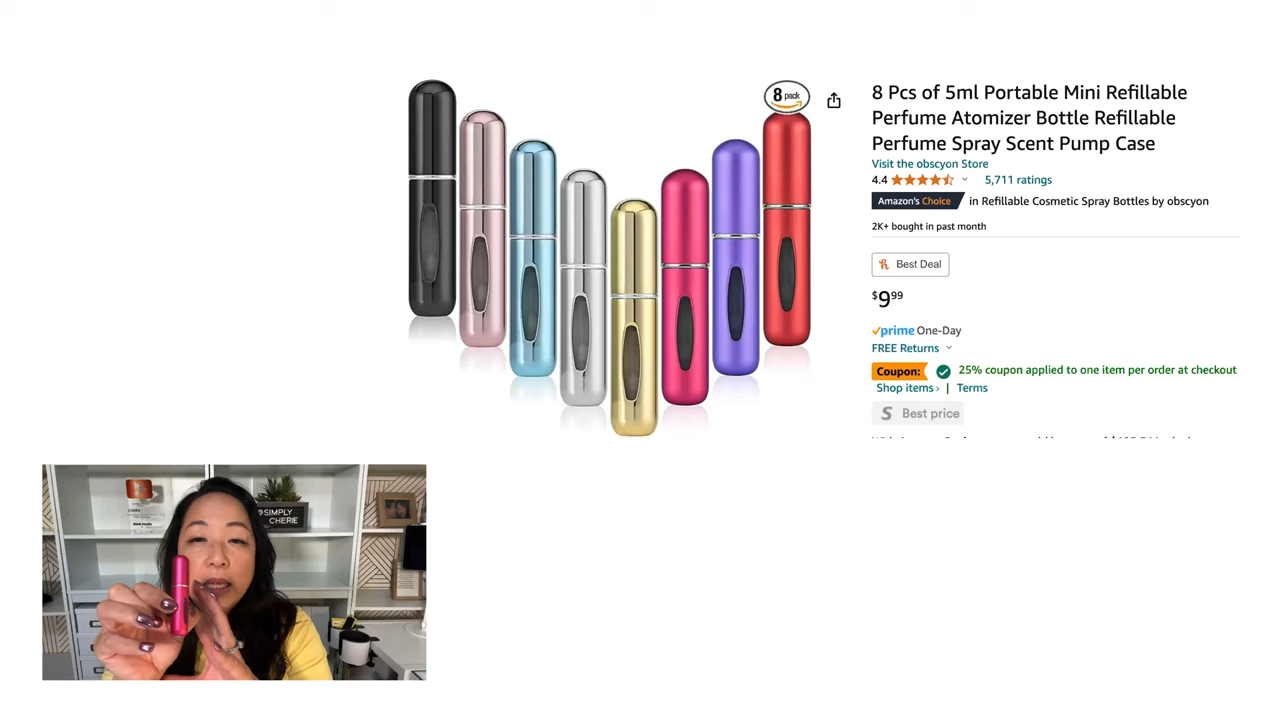 8 pack
8 Pcs of 5ml Portable Mini Refillable
Perfume Atomizer Bottle Refillable
Perfume Spray Scent Pump Case
Visit the obscyon Store
4.4 5,711 ratings
Amazon's Choice in Refillable Cosmetic Spray Bottles by obscyon
2K+ bought in past month
Best Deal
$999
prime One-Day
FREE Returns
Coupon: 25% coupon applied to one item per order at checkout
Shop items › | Terms
S Best price
@SIMPLY
CHERIE